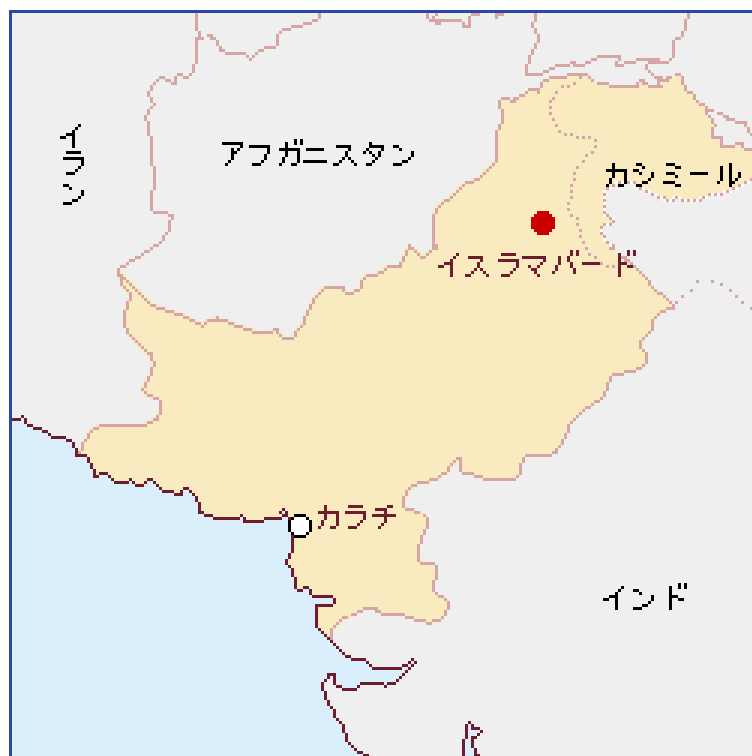 イラン
アフガニスタン
カシミール
イスラマバード
カラチ
インド